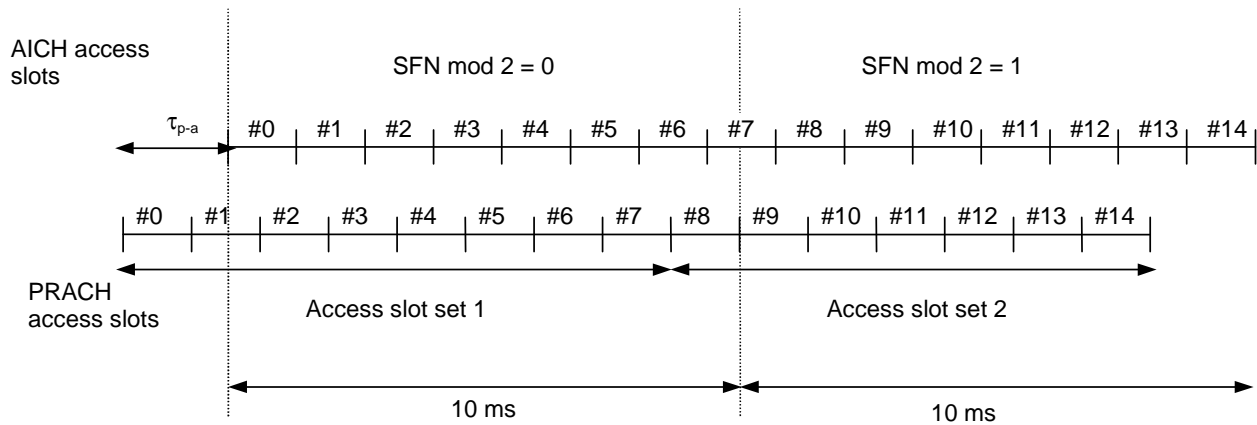 AICH access
slots
SFN mod 2 = 0
SFN mod 2 = 1
τp-a
#0 #1 #2 #3 #4 #5 #6 #7 #8 #9 #10 #11 #12 #13 #14
#0 #1 #2 #3 #4 #5 #6 #7 #8 #9 #10 #11 #12 #13 #14
PRACH
access slots
Access slot set 1
Access slot set 2
10 ms
10 ms